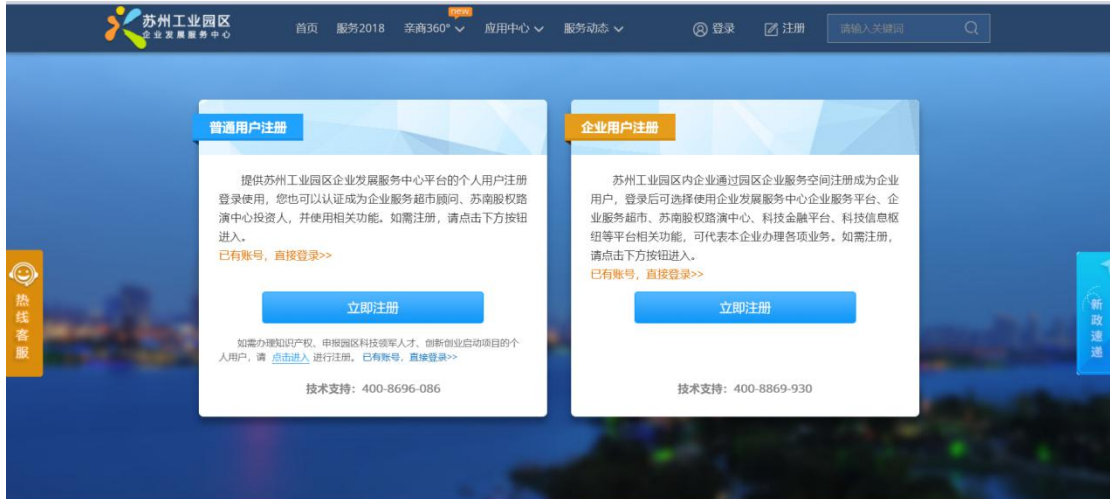 苏州工业园区
企业发展服务中心
首页 服务2018 亲商360° new 应用中心 服务动态 登录 注册 请输入关键词
普通用户注册
提供苏州工业园区企业发展服务中心平台的个人用户注册
登录使用，您也可以认证成为企业服务超市顾问、苏南股权路
演中心投资人，并使用相关功能。如需注册，请点击下方按钮
进入。
已有账号，直接登录>>
立即注册
如需办理知识产权、申报园区科技领军人才、创新创业启动项目的个
人用户，请 点击进入 进行注册。 已有账号，直接登录>>
技术支持：400-8696-086
企业用户注册
苏州工业园区内企业通过园区企业服务空间注册成为企业
用户，登录后可选择使用企业发展服务中心企业服务平台、企
业服务超市、苏南股权路演中心、科技金融平台、科技信息枢
纽等平台相关功能，可代表本企业办理各项业务。如需注册，
请点击下方按钮进入。
已有账号，直接登录>>
立即注册
技术支持：400-8869-930
热线客服
新政速递